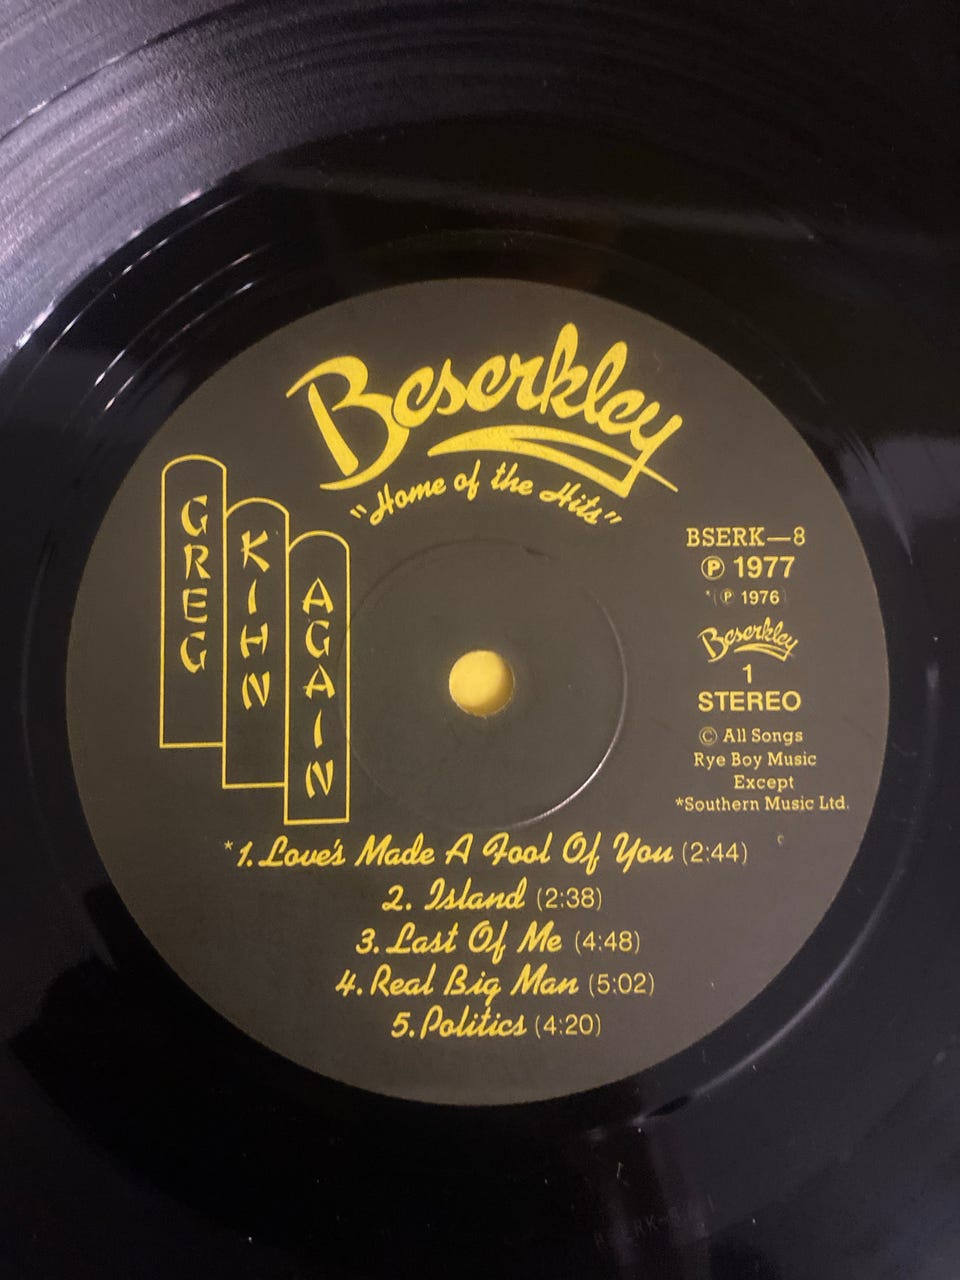 Beserkley
"Home of the Hits"
GREG
KIHN
AGAIN
BSERK—8
Ⓟ 1977
*Ⓟ 1976
Beserkley
1
STEREO
© All Songs
Rye Boy Music
Except
*Southern Music Ltd.
*1. Love's Made A Fool Of You (2:44)
2. Island (2:38)
3. Last Of Me (4:48)
4. Real Big Man (5:02)
5. Politics (4:20)